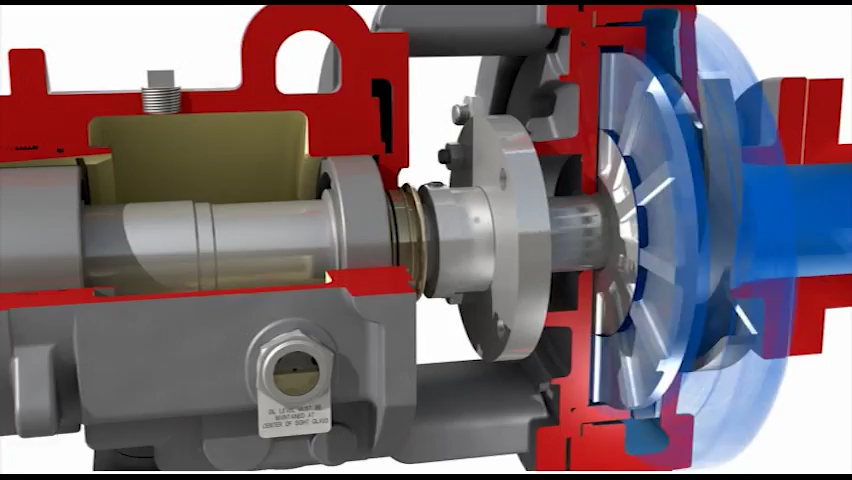 OIL LEVEL MUST BE
MAINTAINED AT
CENTER OF SIGHT GLASS